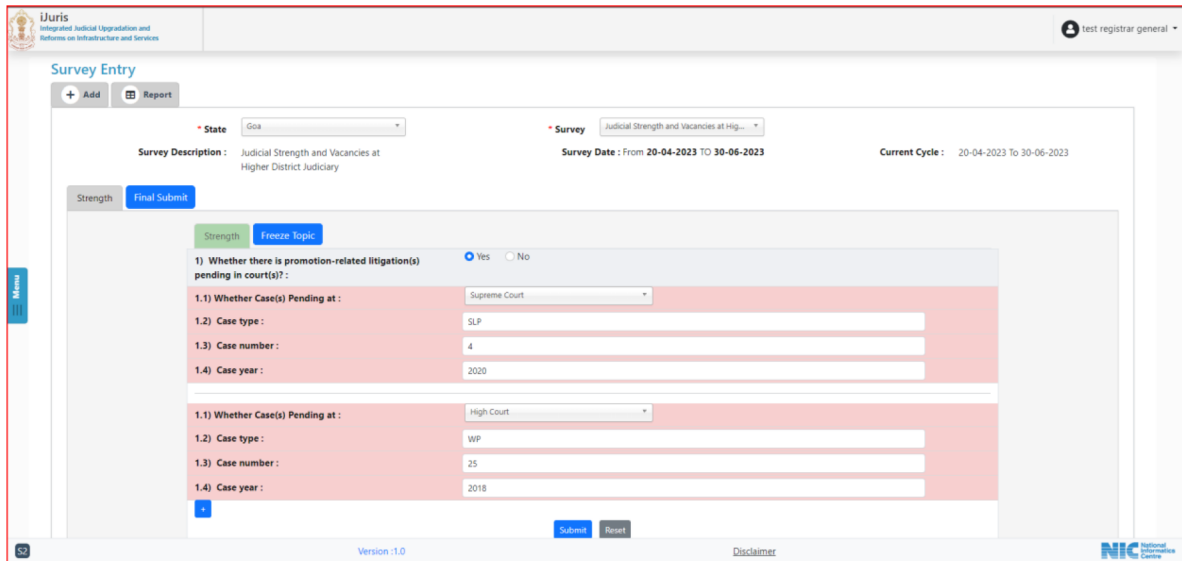 iJuris
Integrated Judicial Upgradation and
Reforms on Infrastructure and Services
test registrar general
Survey Entry
+ Add Report
* State Goa * Survey Judicial Strength and Vacancies at Hig...
Survey Description : Judicial Strength and Vacancies at Survey Date : From 20-04-2023 TO 30-06-2023 Current Cycle : 20-04-2023 To 30-06-2023
Higher District Judiciary
Strength Final Submit
Strength Freeze Topic
1) Whether there is promotion-related litigation(s) Yes No
pending in court(s)? :
1.1) Whether Case(s) Pending at : Supreme Court
1.2) Case type : SLP
1.3) Case number : 4
1.4) Case year : 2020
1.1) Whether Case(s) Pending at : High Court
1.2) Case type : WP
1.3) Case number : 25
1.4) Case year : 2018
+
Submit Reset
Menu
S2 Version :1.0 Disclaimer NIC National
Informatics
Centre